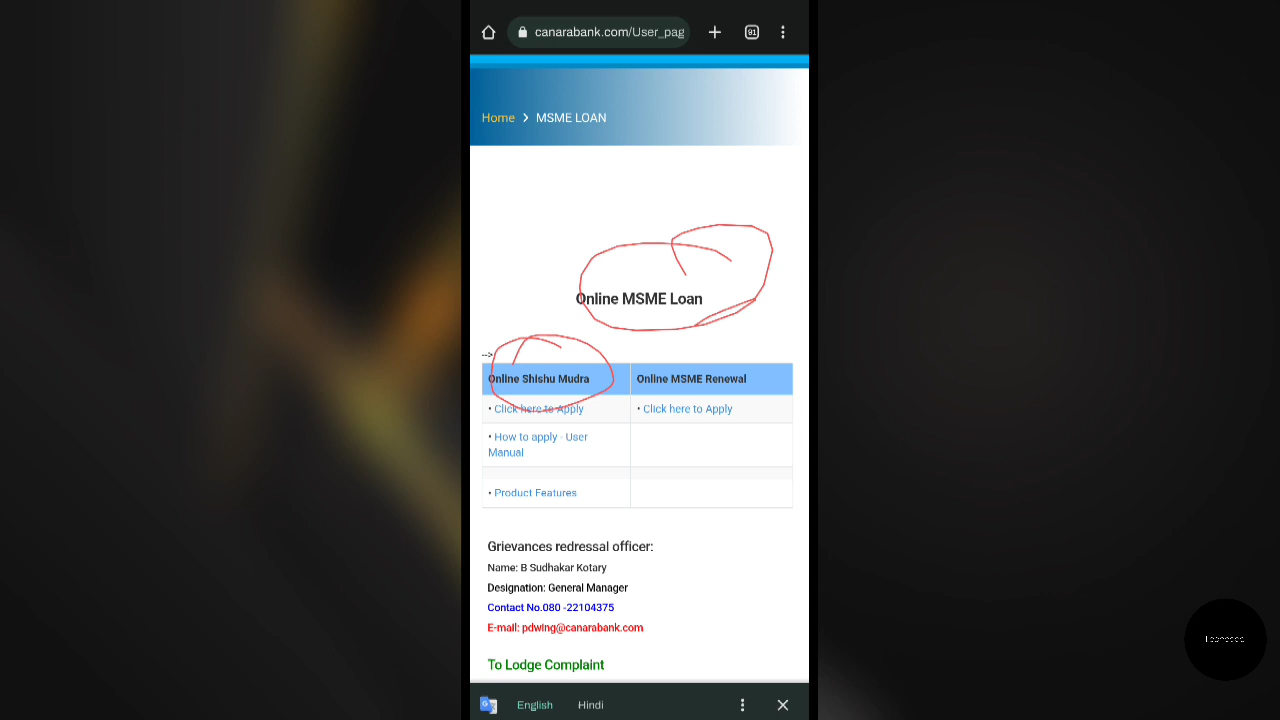 canarabank.com/User_pag
91
Home > MSME LOAN
Online MSME Loan
-->
Online Shishu Mudra
Online MSME Renewal
• Click here to Apply
• Click here to Apply
• How to apply - User
Manual
• Product Features
Grievances redressal officer:
Name: B Sudhakar Kotary
Designation: General Manager
Contact No.080 -22104375
E-mail: pdwing@canarabank.com
To Lodge Complaint
English
Hindi